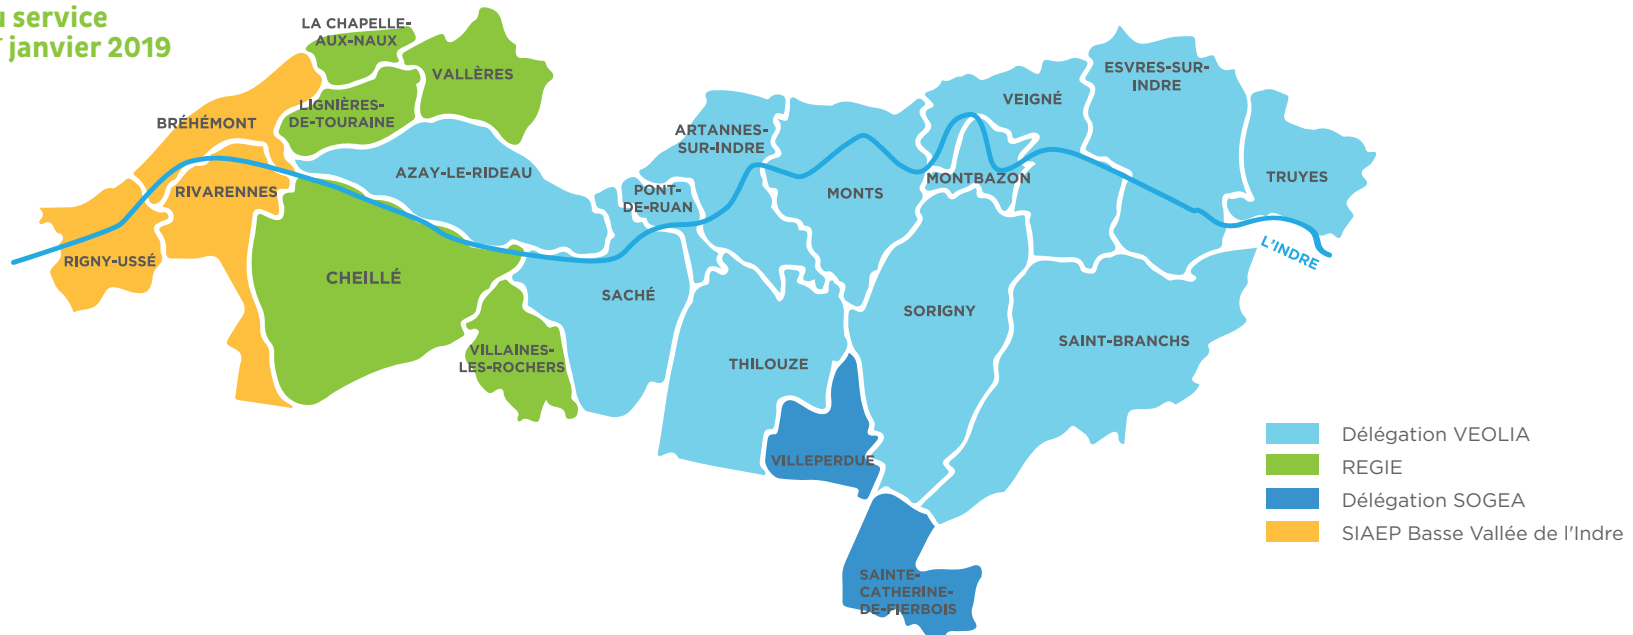 service
janvier 2019
LA CHAPELLE-
AUX-NAUX
VALLÈRES
LIGNIÈRES-
DE-TOURAINE
BRÉHÉMONT
RIVARENNES
RIGNY-USSÉ
AZAY-LE-RIDEAU
CHEILLÉ
VILLAINES-
LES-ROCHERS
ARTANNES-
SUR-INDRE
PONT-
DE-RUAN
SACHÉ
MONTS
THILOUZE
VILLEPERDUE
VEIGNÉ
MONTBAZON
SORIGNY
ESVRES-SUR-
INDRE
TRUYES
L'INDRE
SAINT-BRANCHS
SAINTE-
CATHERINE-
DE-FIERBOIS
Délégation VEOLIA
REGIE
Délégation SOGEA
SIAEP Basse Vallée de l'Indre